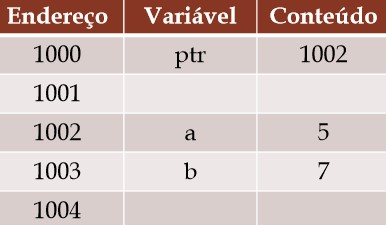 Endereço Variável Conteúdo
1000 ptr 1002
1001
1002 a 5
1003 b 7
1004